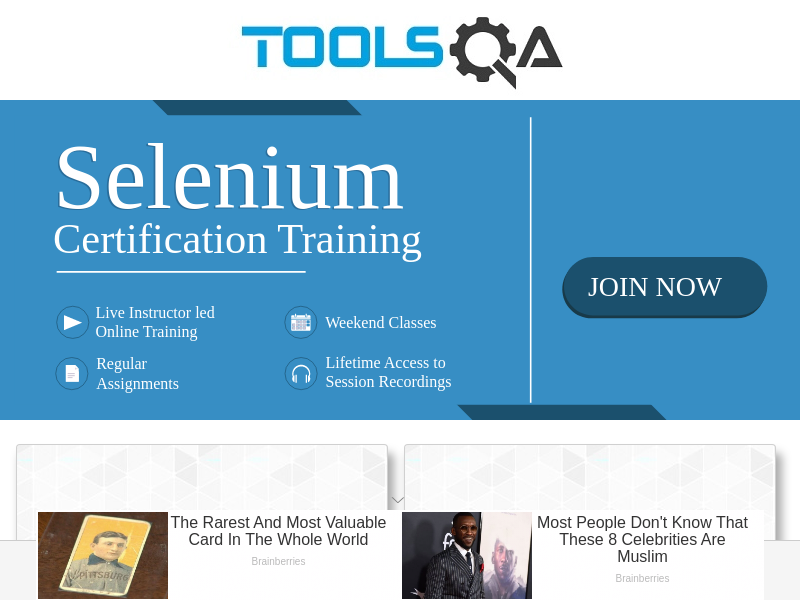 TOOLSQA
Selenium
Certification Training
Live Instructor led
Online Training
Weekend Classes
Regular
Assignments
Lifetime Access to
Session Recordings
JOIN NOW
The Rarest And Most Valuable
Card In The Whole World
Brainberries
Most People Don't Know That
These 8 Celebrities Are
Muslim
Brainberries
PITTSBURG